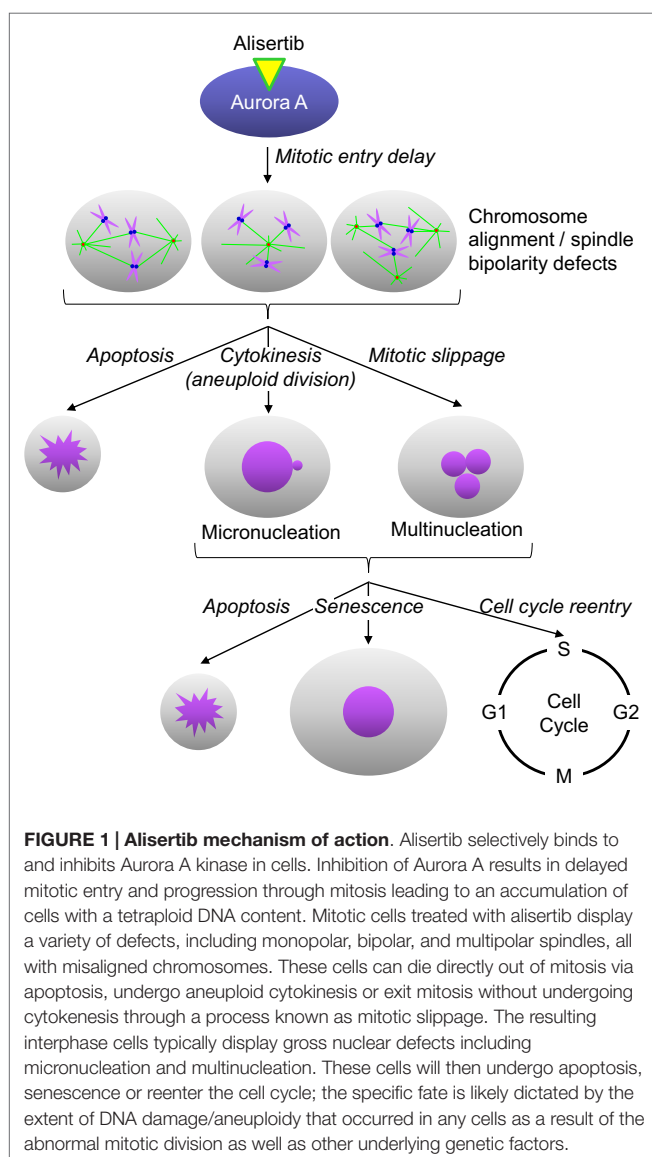 Alisertib
Aurora A
Mitotic entry delay
Chromosome
alignment / spindle
bipolarity defects
Apoptosis
Cytokinesis
(aneuploid division)
Mitotic slippage
Micronucleation
Multinucleation
Apoptosis
Senescence
Cell cycle reentry
S
G1
Cell
Cycle
G2
M
FIGURE 1 | Alisertib mechanism of action. Alisertib selectively binds to
and inhibits Aurora A kinase in cells. Inhibition of Aurora A results in delayed
mitotic entry and progression through mitosis leading to an accumulation of
cells with a tetraploid DNA content. Mitotic cells treated with alisertib display
a variety of defects, including monopolar, bipolar, and multipolar spindles, all
with misaligned chromosomes. These cells can die directly out of mitosis via
apoptosis, undergo aneuploid cytokinesis or exit mitosis without undergoing
cytokenesis through a process known as mitotic slippage. The resulting
interphase cells typically display gross nuclear defects including
micronucleation and multinucleation. These cells will then undergo apoptosis,
senescence or reenter the cell cycle; the specific fate is likely dictated by the
extent of DNA damage/aneuploidy that occurred in any cells as a result of the
abnormal mitotic division as well as other underlying genetic factors.